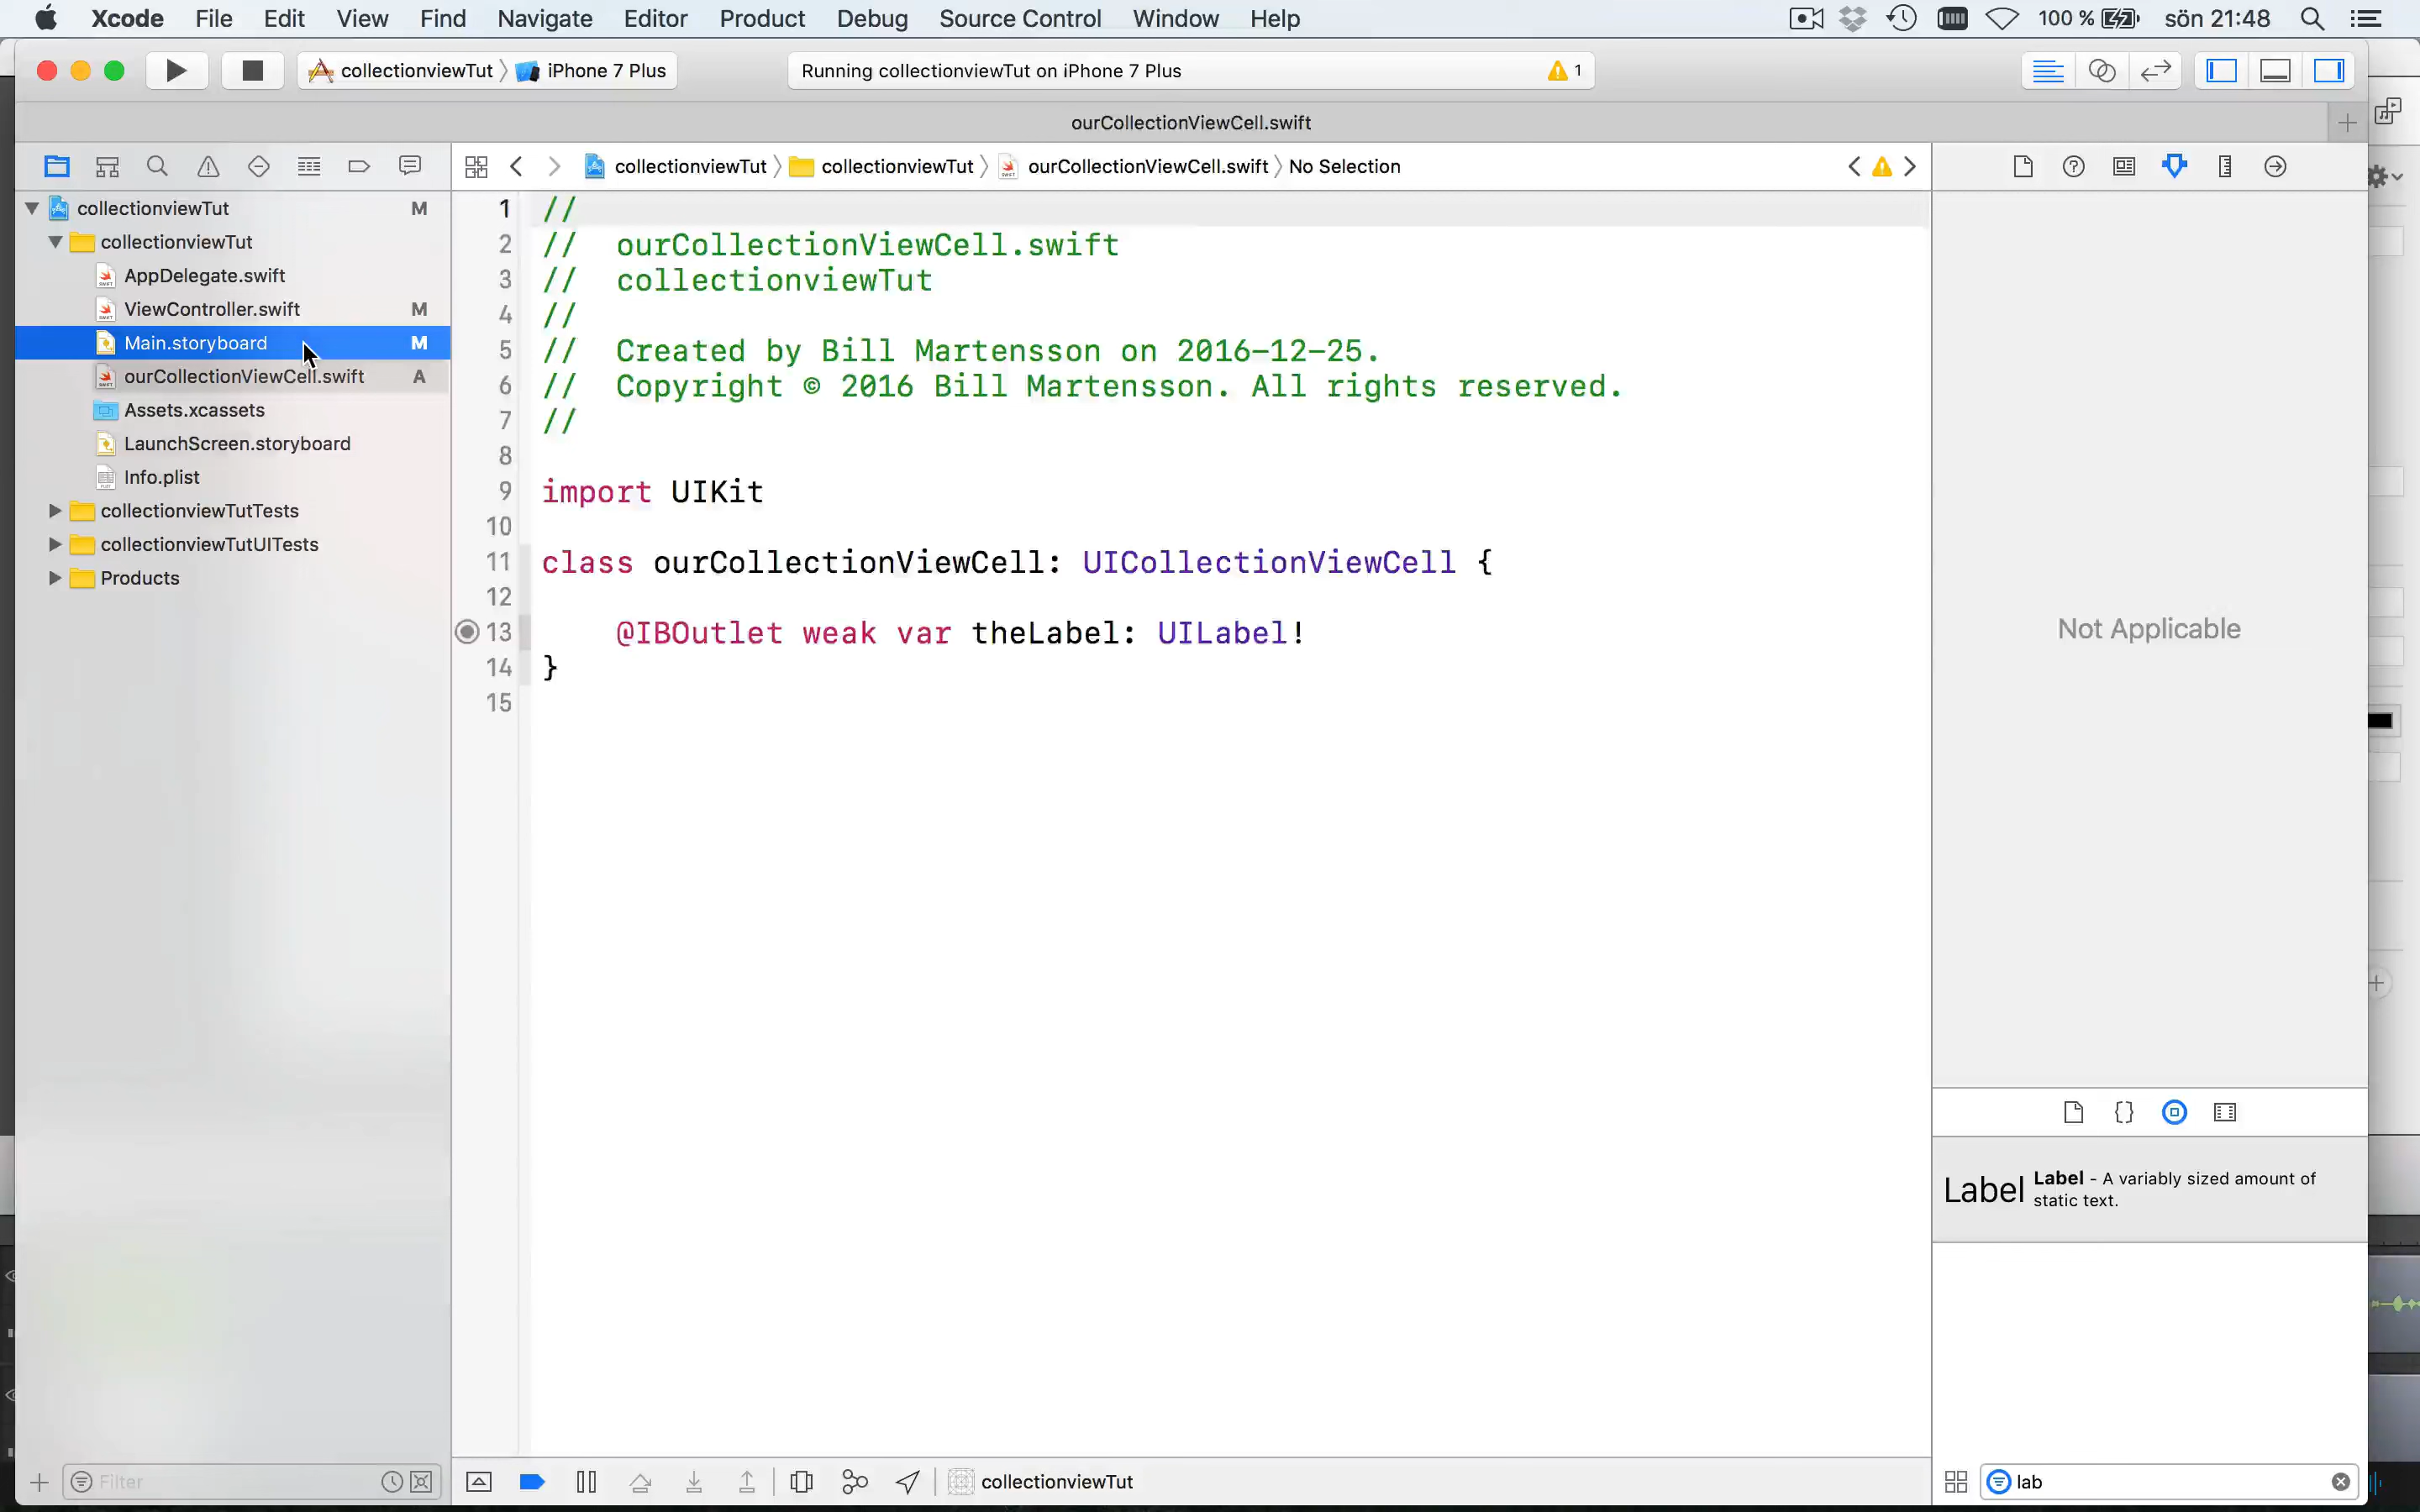 Xcode File Edit View Find Navigate Editor Product Debug Source Control Window Help 100 % sön 21:48
collectionviewTut iPhone 7 Plus Running collectionviewTut on iPhone 7 Plus 1
ourCollectionViewCell.swift
collectionviewTut collectionviewTut ourCollectionViewCell.swift No Selection
collectionviewTut M
collectionviewTut
AppDelegate.swift
ViewController.swift M
Main.storyboard M
ourCollectionViewCell.swift A
Assets.xcassets
LaunchScreen.storyboard
Info.plist
collectionviewTutTests
collectionviewTutUITests
Products
Filter
1 //
2 // ourCollectionViewCell.swift
3 // collectionviewTut
4 //
5 // Created by Bill Martensson on 2016-12-25.
6 // Copyright © 2016 Bill Martensson. All rights reserved.
7 //
8
9 import UIKit
10
11 class ourCollectionViewCell: UICollectionViewCell {
12
13 @IBOutlet weak var theLabel: UILabel!
14 }
15
collectionviewTut
Not Applicable
Label Label - A variably sized amount of
static text.
lab